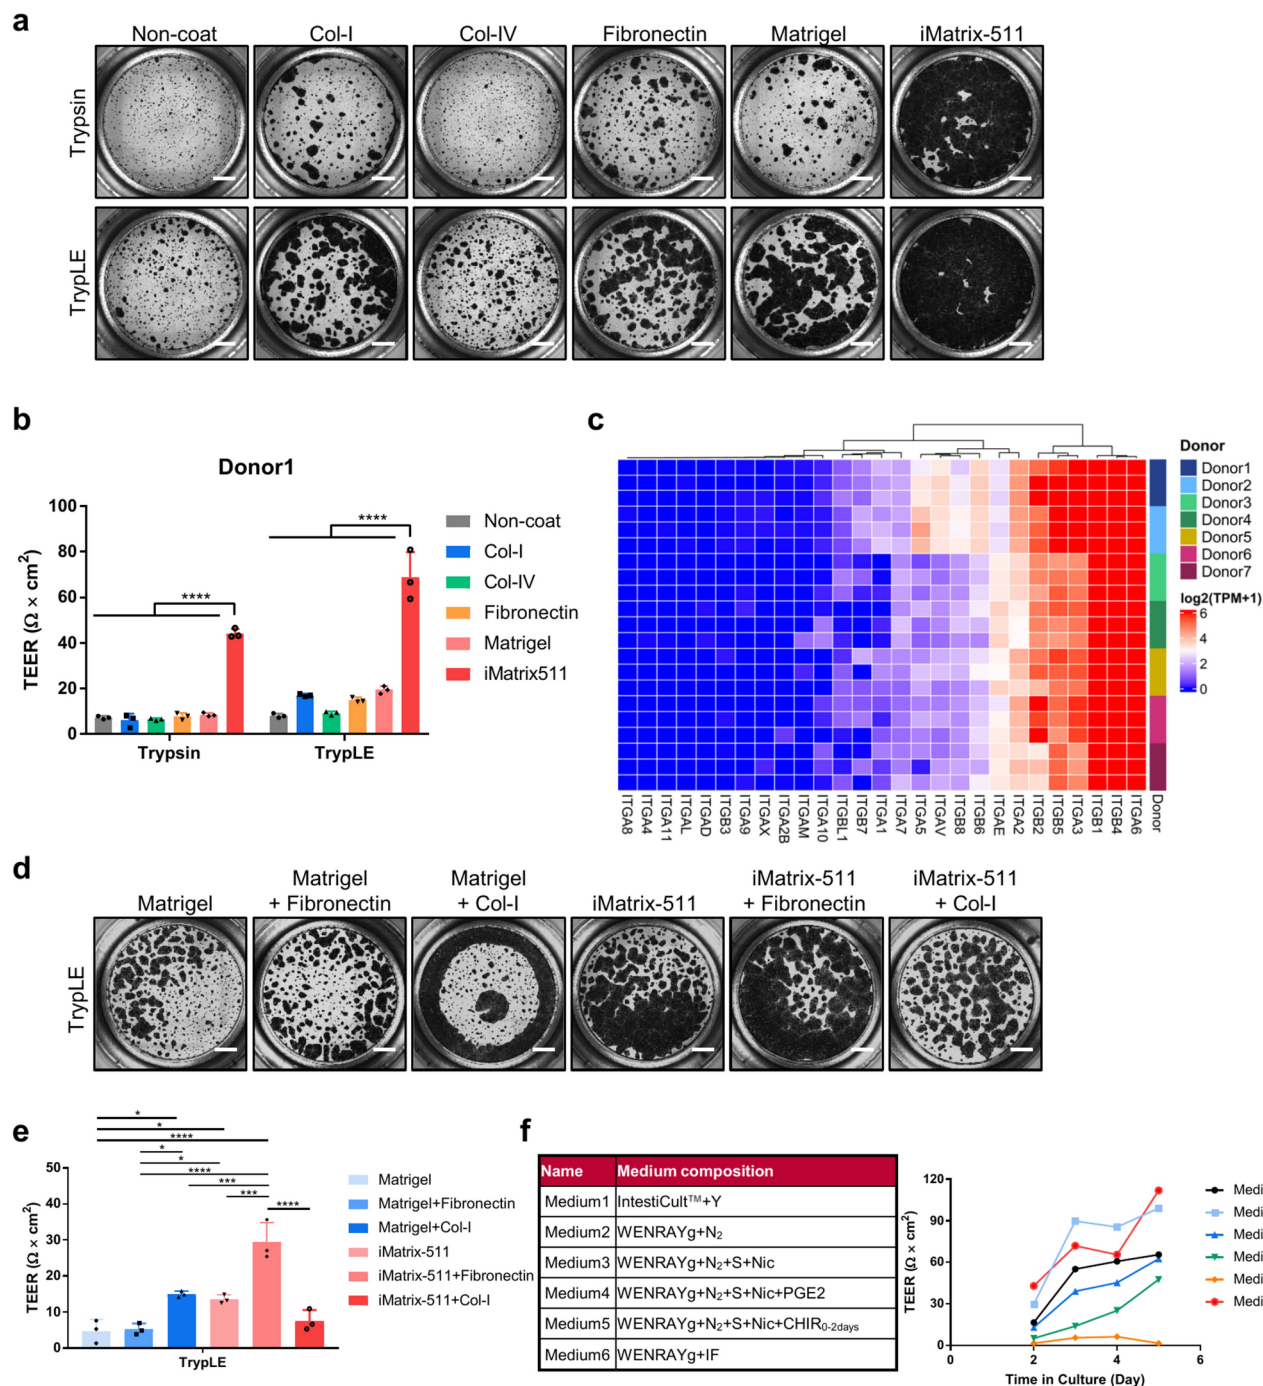 a
Non-coat
Col-I
Col-IV
Fibronectin
Matrigel
iMatrix-511
Trypsin
TrypLE
b
Donor1
TEER (Ω × cm²)
100
80
60
40
20
0
****
****
Trypsin
TrypLE
Non-coat
Col-I
Col-IV
Fibronectin
Matrigel
iMatrix511
c
Donor
Donor1
Donor2
Donor3
Donor4
Donor5
Donor6
Donor7
log2(TPM+1)
6
4
2
0
ITGA8
ITGA4
ITGA11
ITGAL
ITGAD
ITGB3
ITGA9
ITGAX
ITGA2B
ITGAM
ITGA10
ITGBL1
ITGB7
ITGA1
ITGA7
ITGA5
ITGAV
ITGB8
ITGB6
ITGAE
ITGA2
ITGB2
ITGB5
ITGA3
ITGB1
ITGB4
ITGA6
Donor
d
Matrigel
Matrigel
+ Fibronectin
Matrigel
+ Col-I
iMatrix-511
iMatrix-511
+ Fibronectin
iMatrix-511
+ Col-I
TrypLE
e
*
*
****
*
*
****
***
***
****
TEER (Ω × cm²)
50
40
30
20
10
0
TrypLE
Matrigel
Matrigel+Fibronectin
Matrigel+Col-I
iMatrix-511
iMatrix-511+Fibronectin
iMatrix-511+Col-I
f
Name Medium composition
Medium1 IntestiCult™+Y
Medium2 WENRAYg+N₂
Medium3 WENRAYg+N₂+S+Nic
Medium4 WENRAYg+N₂+S+Nic+PGE2
Medium5 WENRAYg+N₂+S+Nic+CHIR₀₋₂days
Medium6 WENRAYg+IF
TEER (Ω × cm²)
120
90
60
30
0
0 2 4 6
Time in Culture (Day)
Medi
Medi
Medi
Medi
Medi
Medi